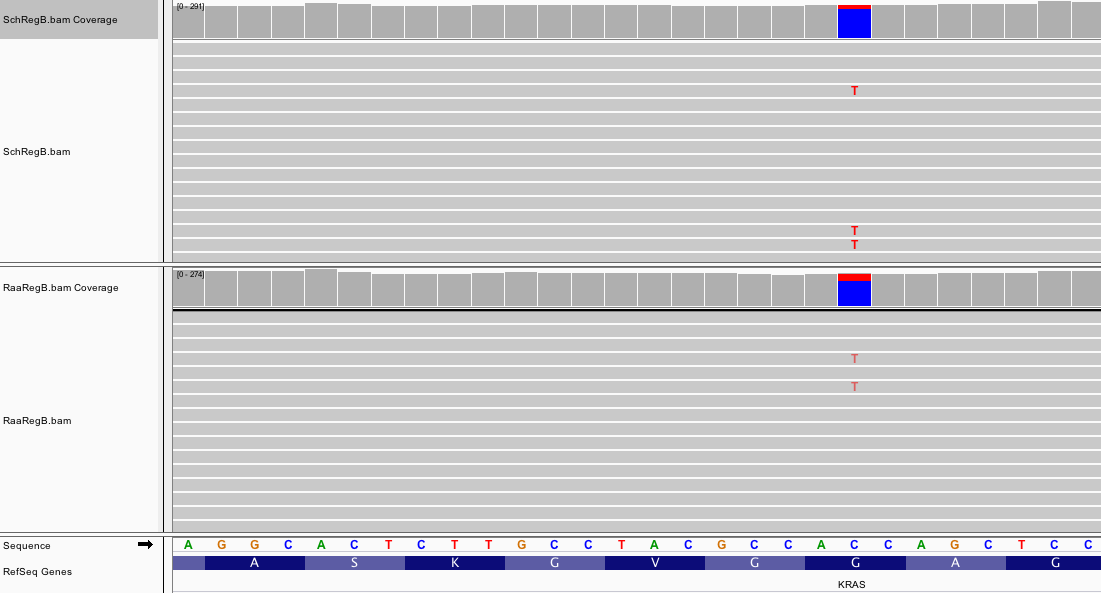 SchRegB.bam Coverage
[0 - 291]
SchRegB.bam
T
T
T
RaaRegB.bam Coverage
[0 - 274]
RaaRegB.bam
T
T
Sequence
A G G C A C T C T T G C C T A C G C C A C C A G C T C C
RefSeq Genes
A S K G V G G A G
KRAS